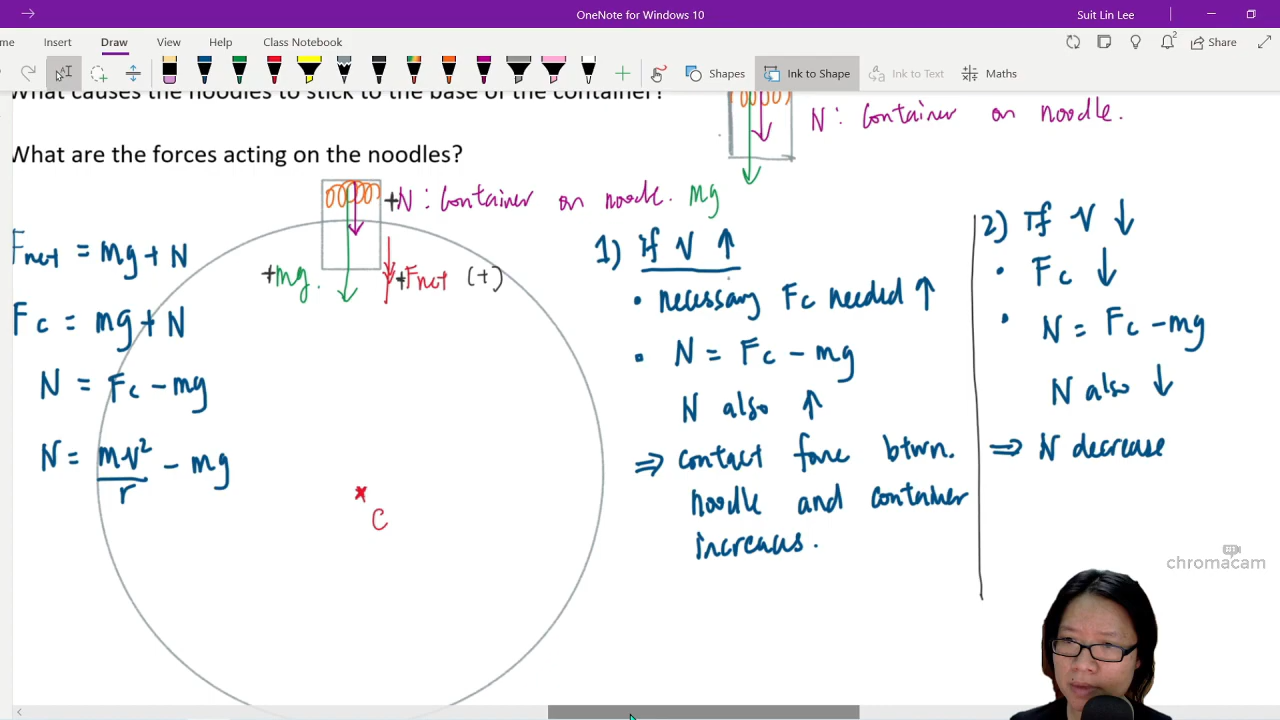 OneNote for Windows 10
Suit Lin Lee
me Insert Draw View Help Class Notebook
Share
Shapes Ink to Shape Ink to Text Maths
What causes the noodles to stick to the base of the container?
N: Container on noodle.
What are the forces acting on the noodles?
+N : Container on noodle. mg
+mg.
+Fnet (+)
Fnet = mg + N
Fc = mg + N
N = Fc - mg
N = mv²/r - mg
C
1) If v ↑
• necessary Fc needed ↑
• N = Fc - mg
N also ↑
⇒ contact force btwn.
noodle and container
increases.
2) If v ↓
• Fc ↓
• N = Fc - mg
N also ↓
⇒ N decrease
chromacam